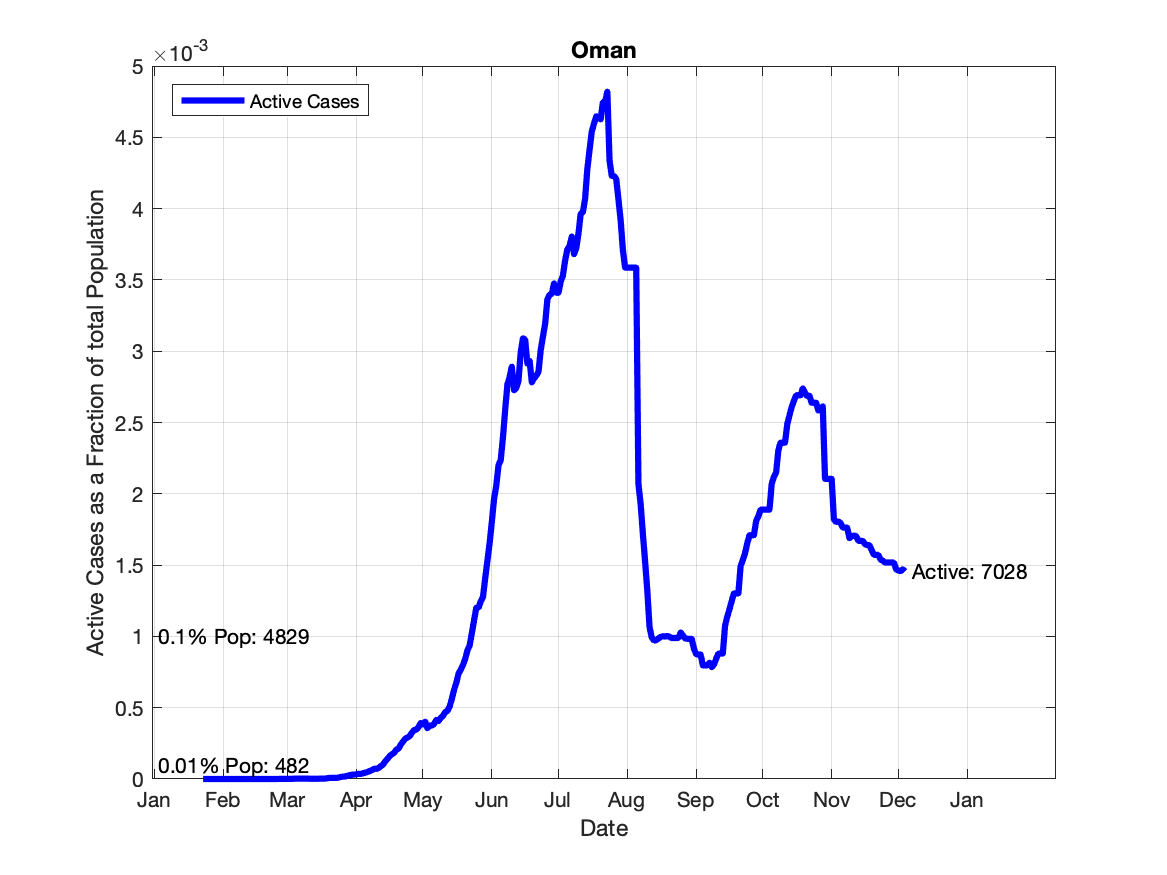 Oman
×10-3
Active Cases
5
4.5
4
3.5
3
2.5
2
1.5
1
0.5
0
Active Cases as a Fraction of total Population
0.1% Pop: 4829
0.01% Pop: 482
Active: 7028
Jan Feb Mar Apr May Jun Jul Aug Sep Oct Nov Dec Jan
Date